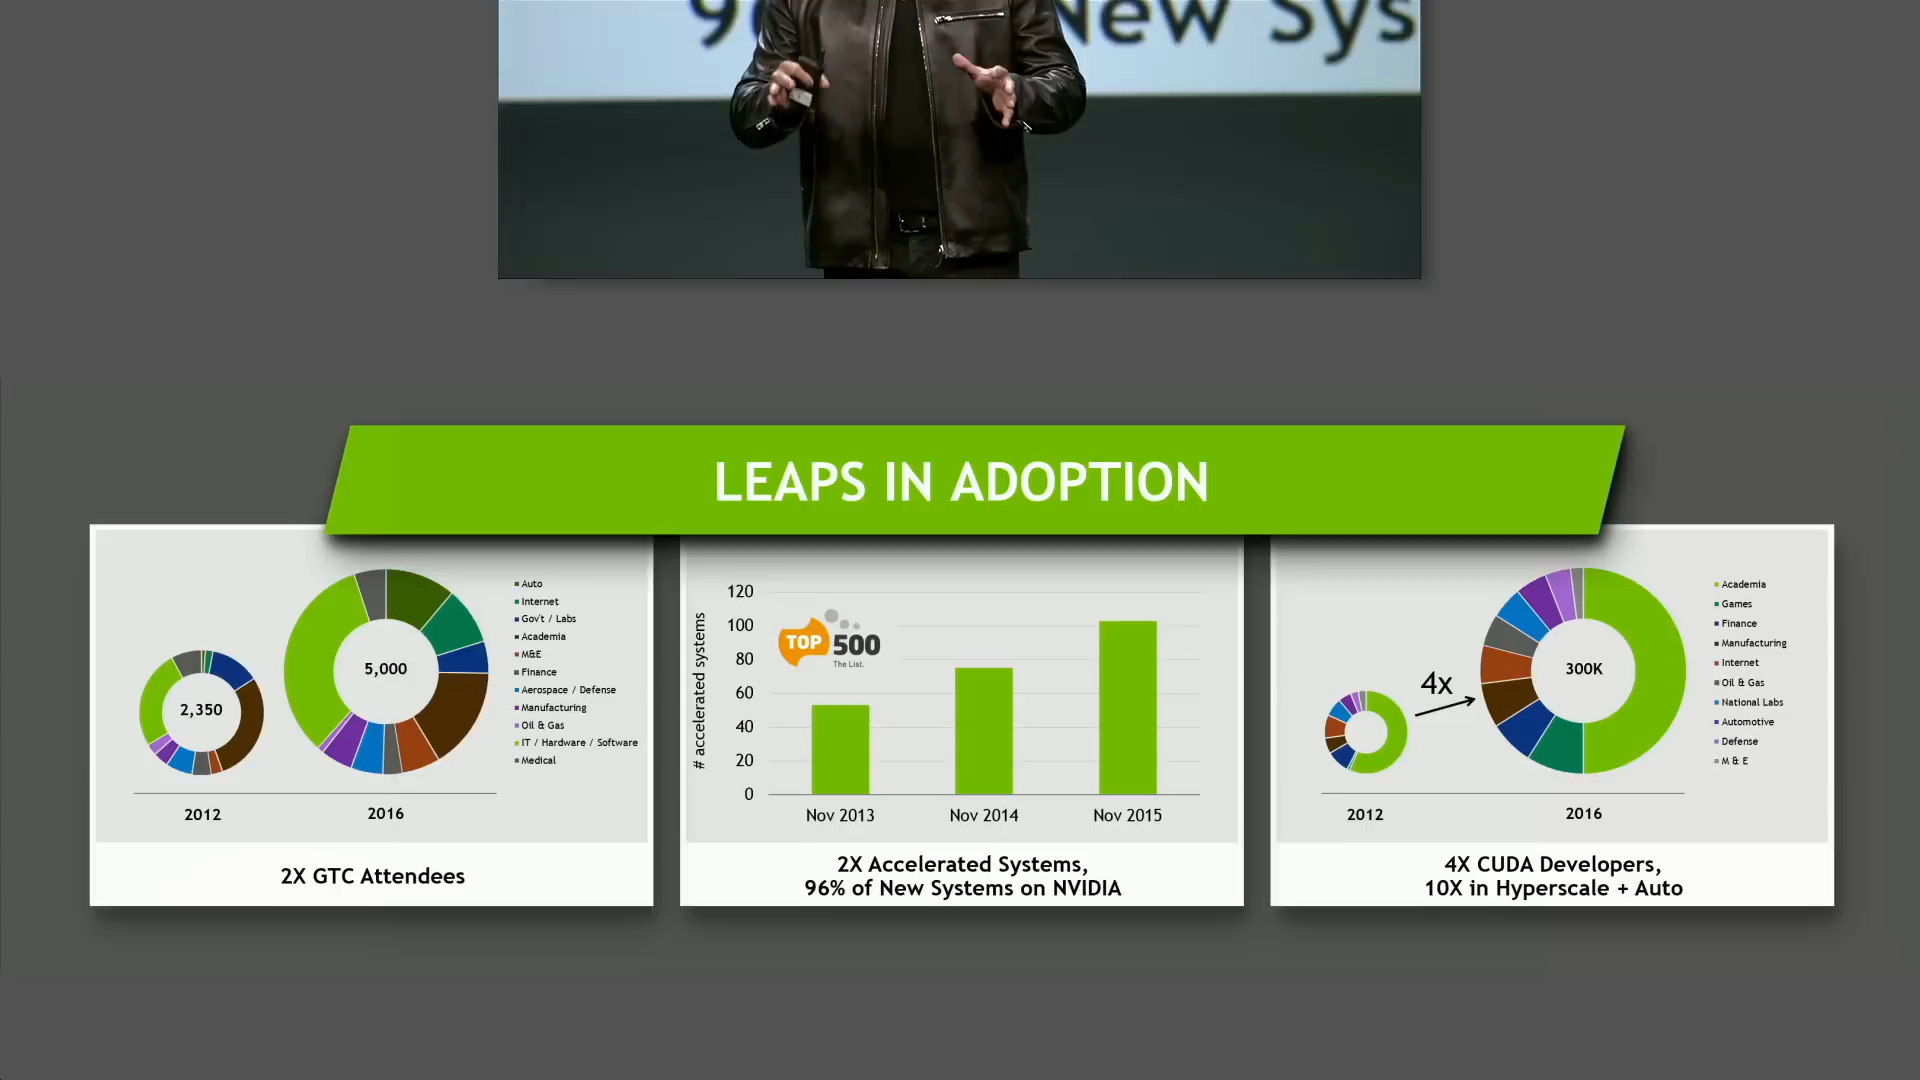 New Sys
LEAPS IN ADOPTION
2,350
5,000
2012
2016
Auto
Internet
Gov't / Labs
Academia
M&E
Finance
Aerospace / Defense
Manufacturing
Oil & Gas
IT / Hardware / Software
Medical
2X GTC Attendees
# accelerated systems
120
100
80
60
40
20
0
TOP 500
The List.
Nov 2013
Nov 2014
Nov 2015
2X Accelerated Systems,
96% of New Systems on NVIDIA
4x
300K
2012
2016
Academia
Games
Finance
Manufacturing
Internet
Oil & Gas
National Labs
Automotive
Defense
M & E
4X CUDA Developers,
10X in Hyperscale + Auto